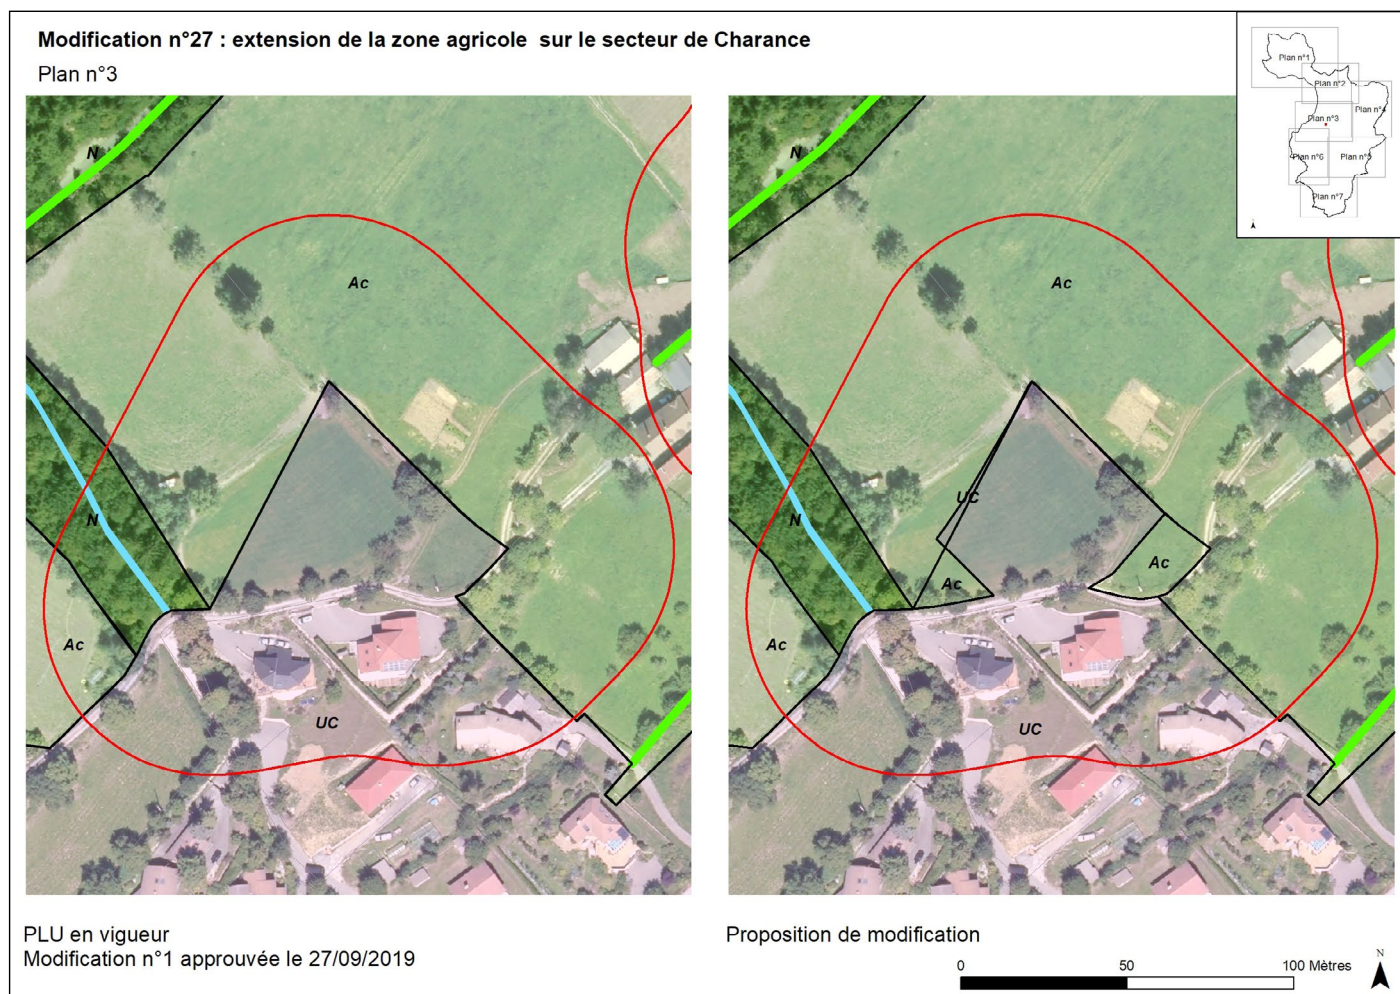 Modification n°27 : extension de la zone agricole sur le secteur de Charance
Plan n°3
Plan n°1
Plan n°2
Plan n°4
Plan n°3
Plan n°6
Plan n°5
Plan n°7
N
Ac
N
Ac
UC
N
Ac
UC
N
Ac
Ac
Ac
UC
PLU en vigueur
Modification n°1 approuvée le 27/09/2019
Proposition de modification
0 50 100 Mètres
N